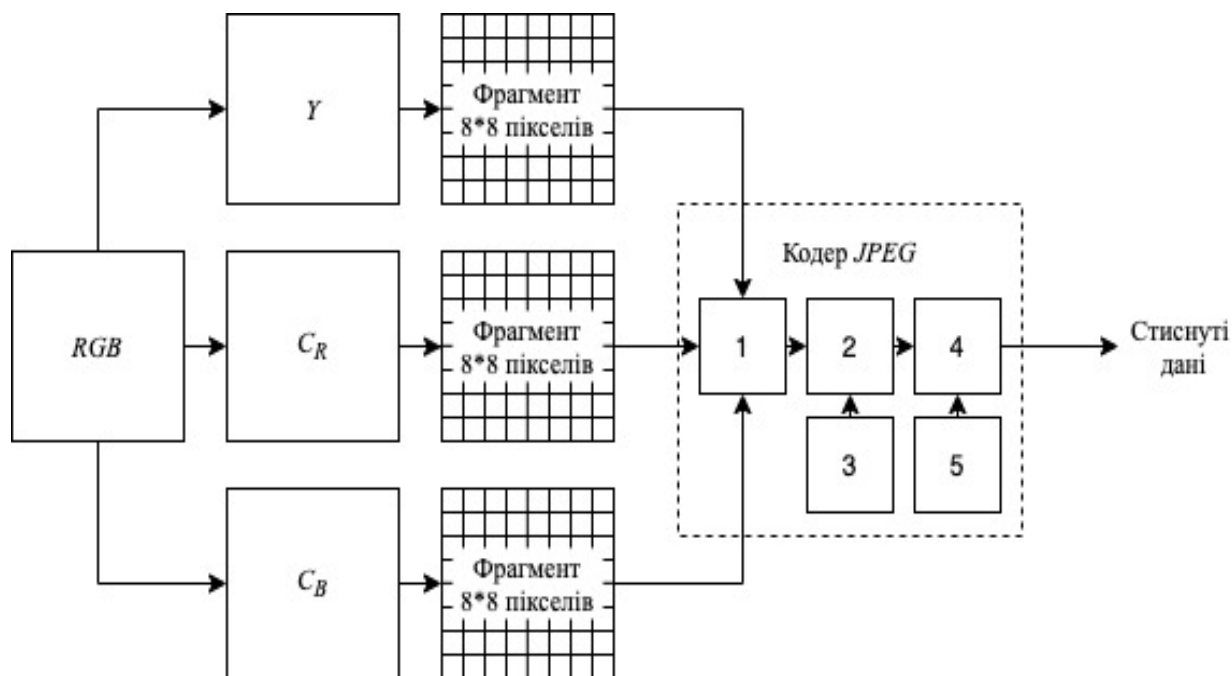 Y
Фрагмент
8*8 пікселів
Кодер JPEG
RGB
C_R
Фрагмент
8*8 пікселів
1
2
4
Стиснуті
дані
3
5
C_B
Фрагмент
8*8 пікселів